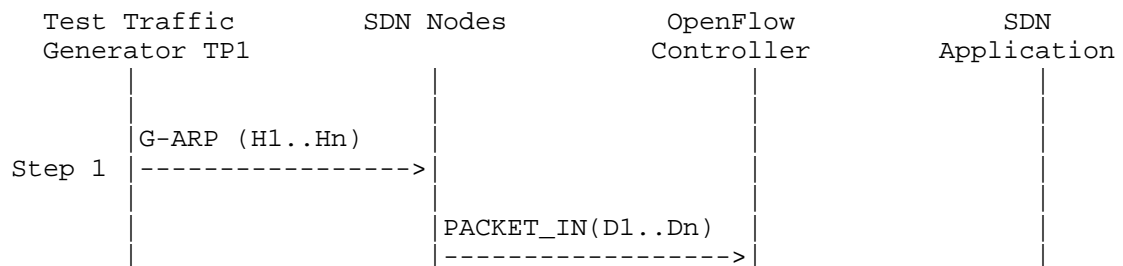 Test Traffic SDN Nodes OpenFlow SDN
Generator TP1 Controller Application
G-ARP (H1..Hn)
Step 1 |----------------->|
PACKET_IN(D1..Dn)
|------------------>|